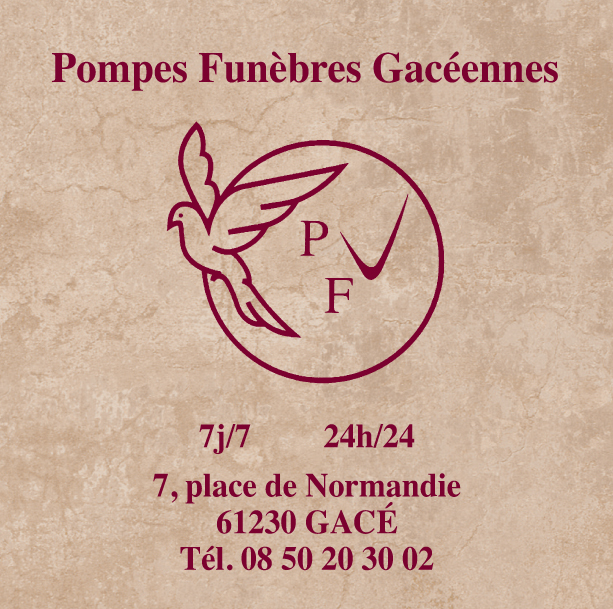 Pompes Funèbres Gacéennes
P
F
7j/7 24h/24
7, place de Normandie
61230 GACÉ
Tél. 08 50 20 30 02